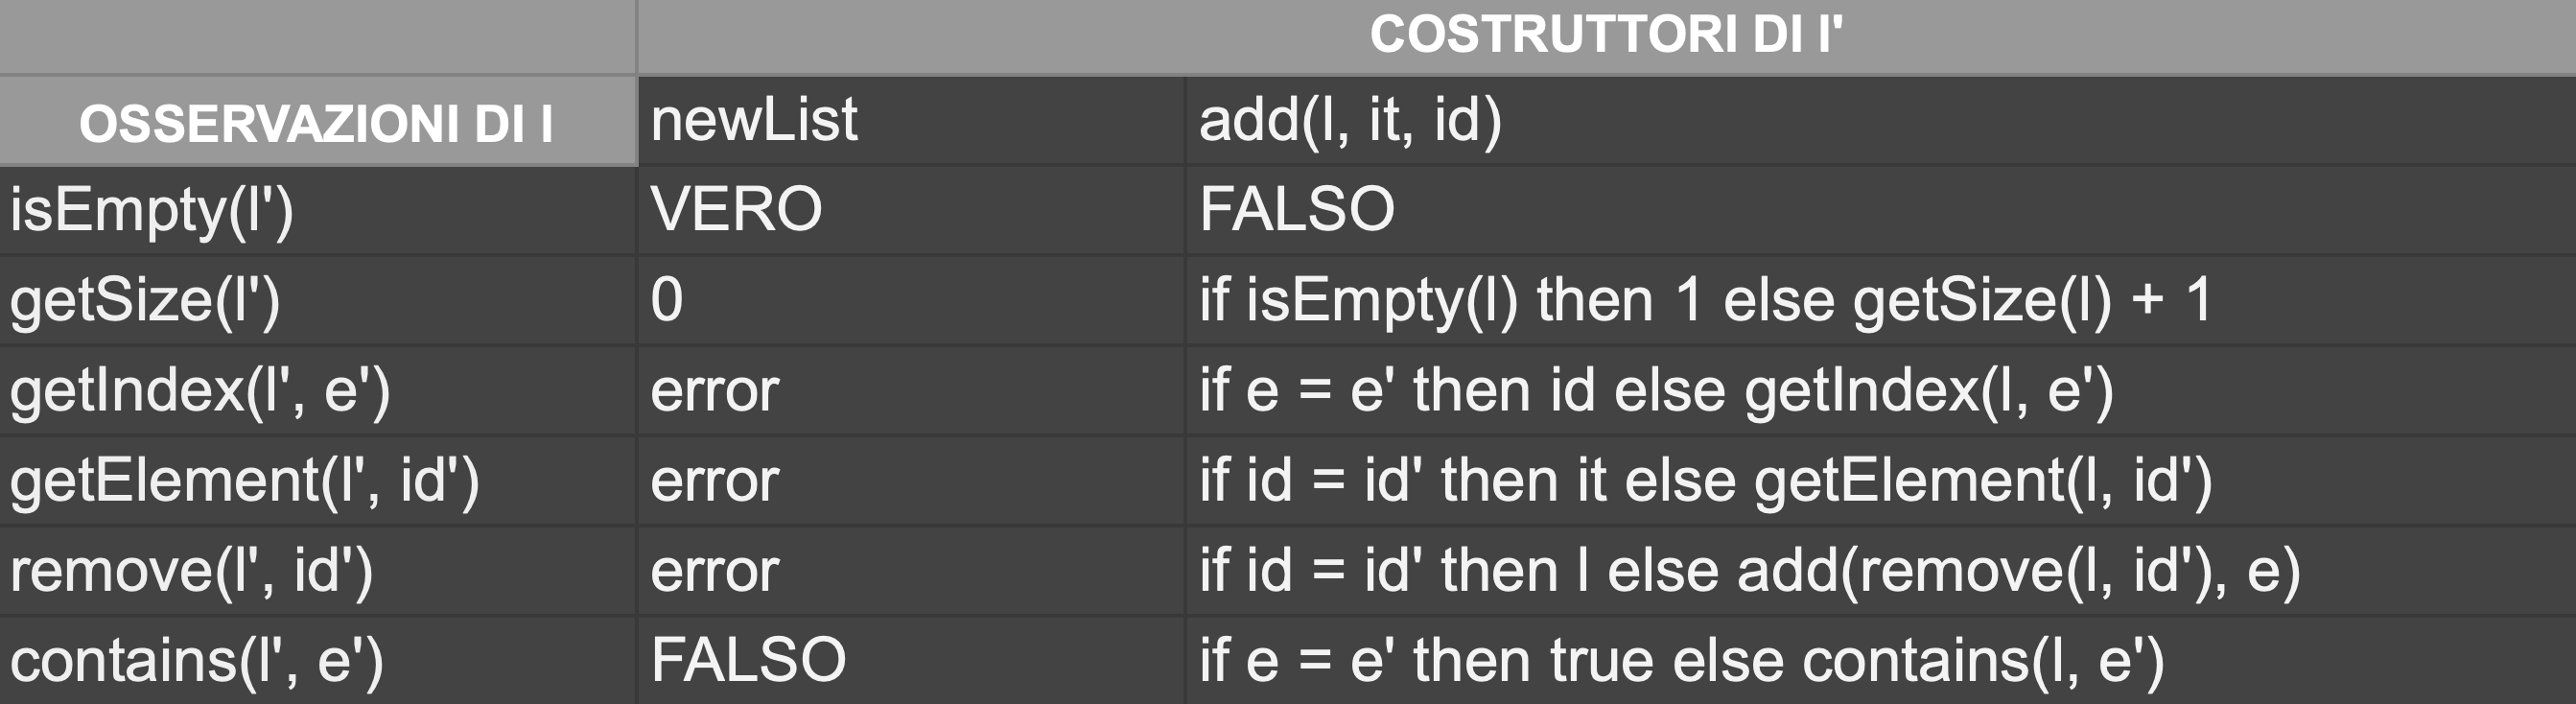 COSTRUTTORI DI l'
OSSERVAZIONI DI l newList add(l, it, id)
isEmpty(l') VERO FALSO
getSize(l') 0 if isEmpty(l) then 1 else getSize(l) + 1
getIndex(l', e') error if e = e' then id else getIndex(l, e')
getElement(l', id') error if id = id' then it else getElement(l, id')
remove(l', id') error if id = id' then l else add(remove(l, id'), e)
contains(l', e') FALSO if e = e' then true else contains(l, e')